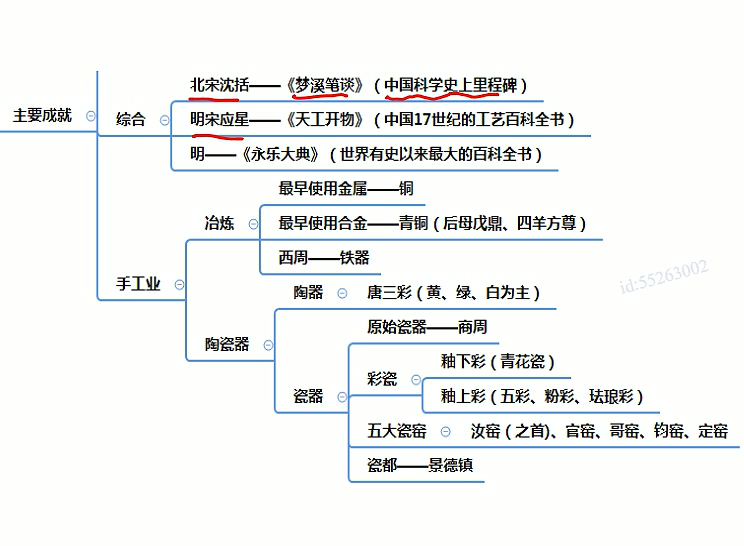 北宋沈括——《梦溪笔谈》（中国科学史上里程碑）
主要成就
综合
明宋应星——《天工开物》（中国17世纪的工艺百科全书）
明——《永乐大典》（世界有史以来最大的百科全书）
最早使用金属——铜
冶炼
最早使用合金——青铜（后母戊鼎、四羊方尊）
西周——铁器
手工业
陶器
唐三彩（黄、绿、白为主）
原始瓷器——商周
陶瓷器
釉下彩（青花瓷）
彩瓷
瓷器
釉上彩（五彩、粉彩、珐琅彩）
五大瓷窑
汝窑（之首）、官窑、哥窑、钧窑、定窑
瓷都——景德镇
id:55263002